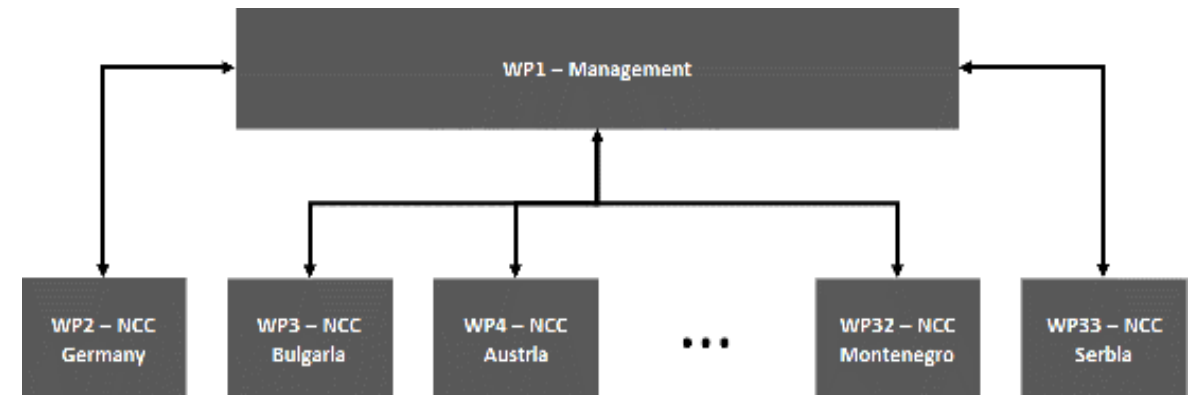 WP1 – Management
WP2 – NCC
Germany
WP3 – NCC
Bulgaria
WP4 – NCC
Austria
...
WP32 – NCC
Montenegro
WP33 – NCC
Serbia